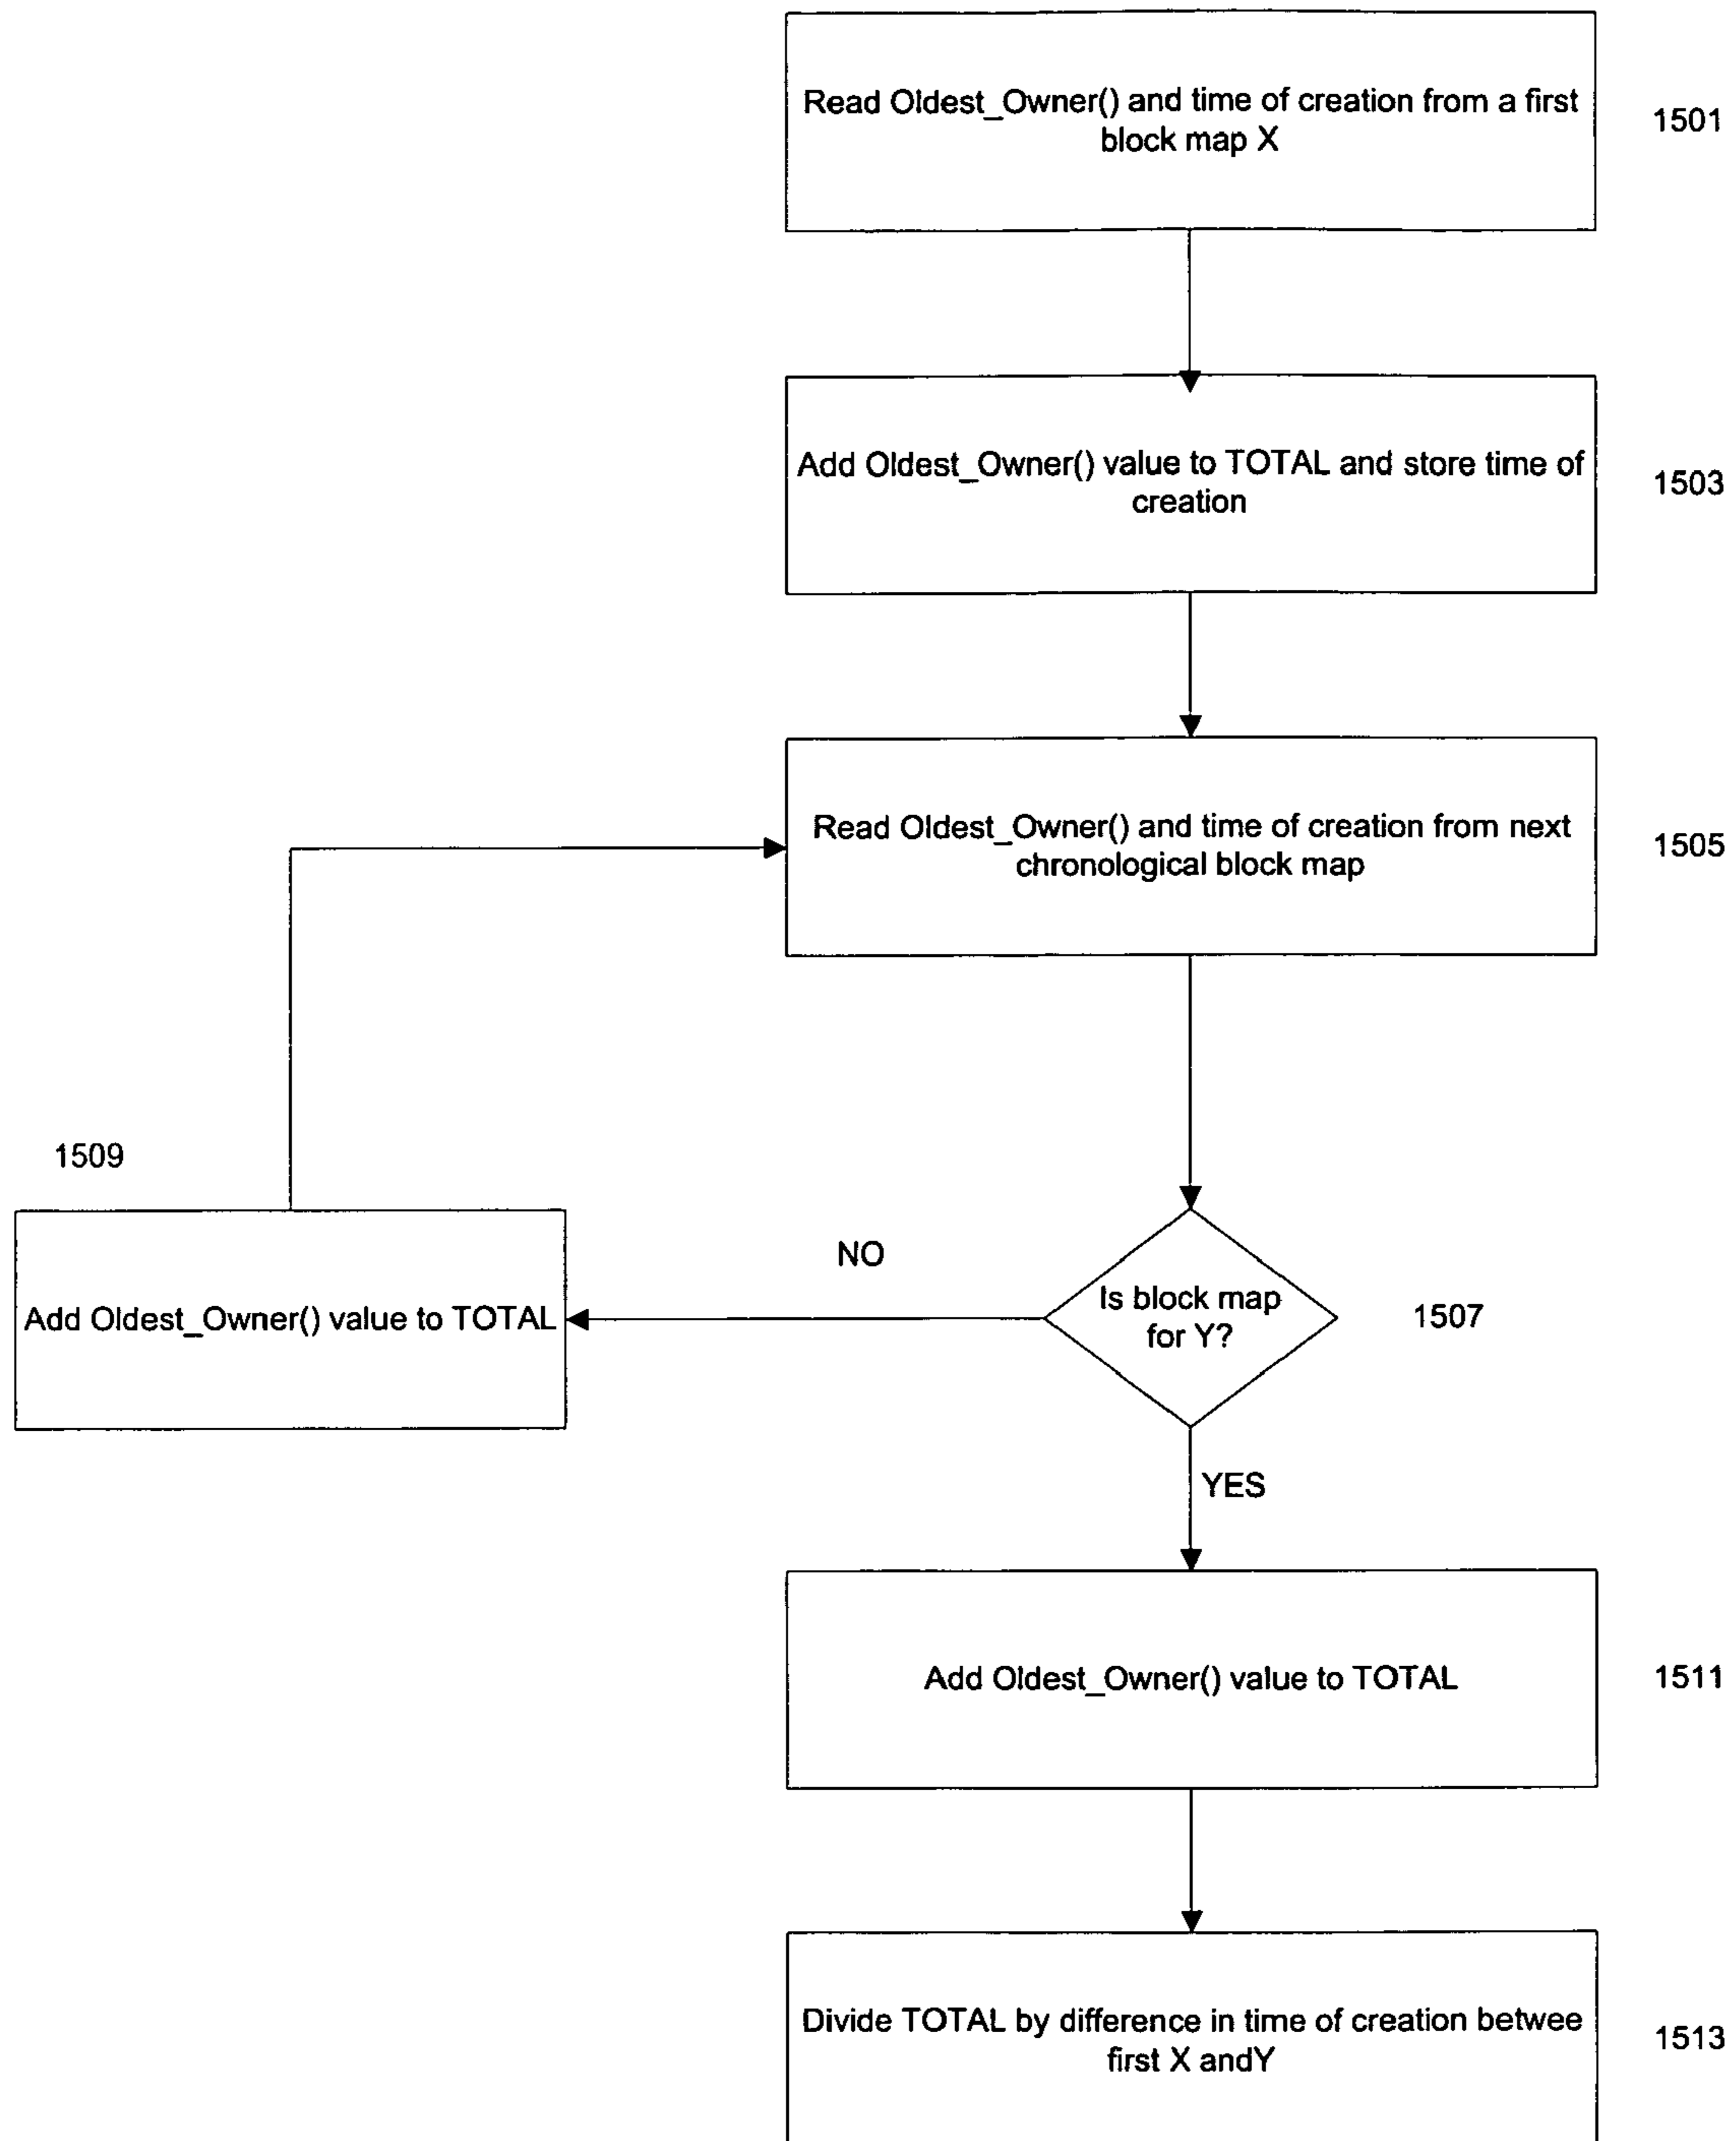 Read Oldest_Owner() and time of creation from a first
block map X
1501
Add Oldest_Owner() value to TOTAL and store time of
creation
1503
Read Oldest_Owner() and time of creation from next
chronological block map
1505
1509
Add Oldest_Owner() value to TOTAL
NO
Is block map
for Y?
1507
YES
Add Oldest_Owner() value to TOTAL
1511
Divide TOTAL by difference in time of creation betwee
first X andY
1513